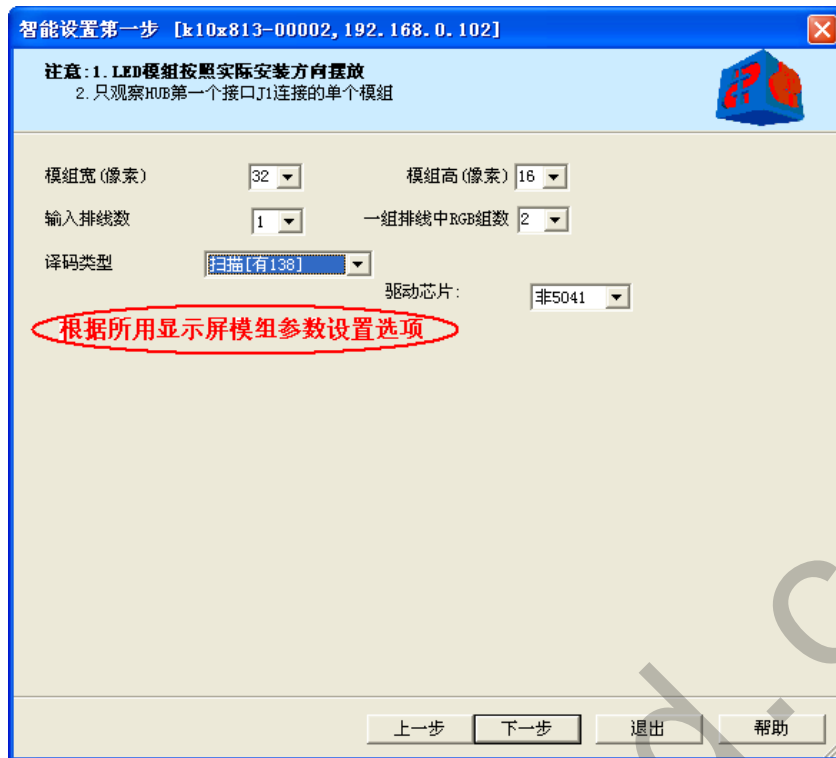 智能设置第一步 [k10x813-00002,192.168.0.102]
注意:1.LED模组按照实际安装方向摆放
2.只观察HUB第一个接口J1连接的单个模组
模组宽(像素) 32 模组高(像素) 16
输入排线数 1 一组排线中RGB组数 2
译码类型 扫描[有138]
驱动芯片: 非5041
根据所用显示屏模组参数设置选项
上一步 下一步 退出 帮助
d.c